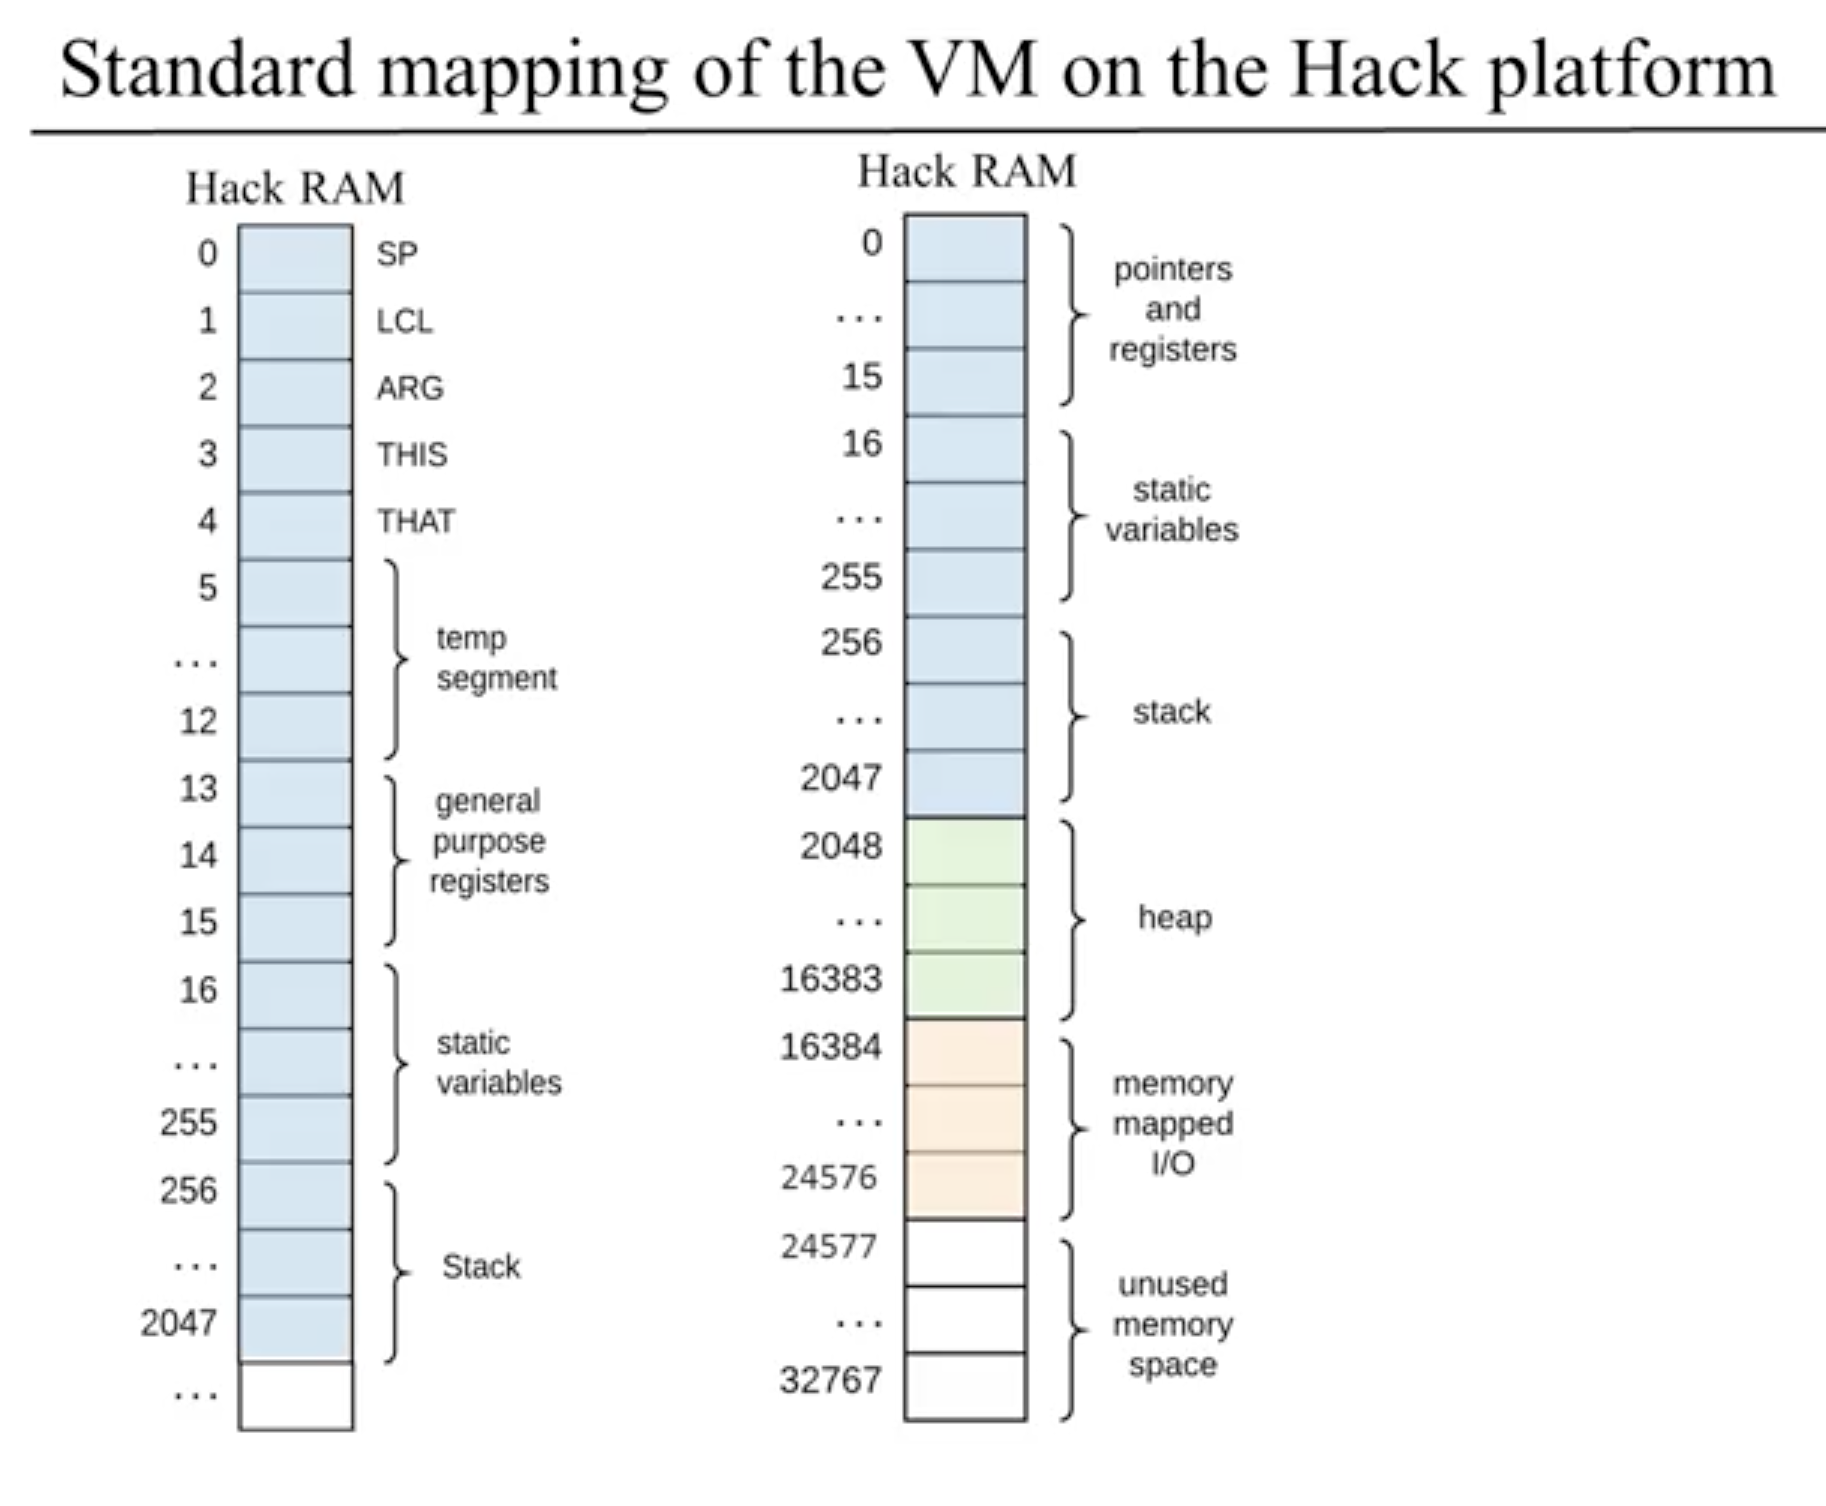 Standard mapping of the VM on the Hack platform
Hack RAM
0 SP
1 LCL
2 ARG
3 THIS
4 THAT
5
...
12
temp
segment
13
14
15
general
purpose
registers
16
...
255
static
variables
256
...
2047
Stack
...
Hack RAM
0
...
15
pointers
and
registers
16
...
255
static
variables
256
...
2047
stack
2048
...
16383
heap
16384
...
24576
memory
mapped
I/O
24577
...
32767
unused
memory
space